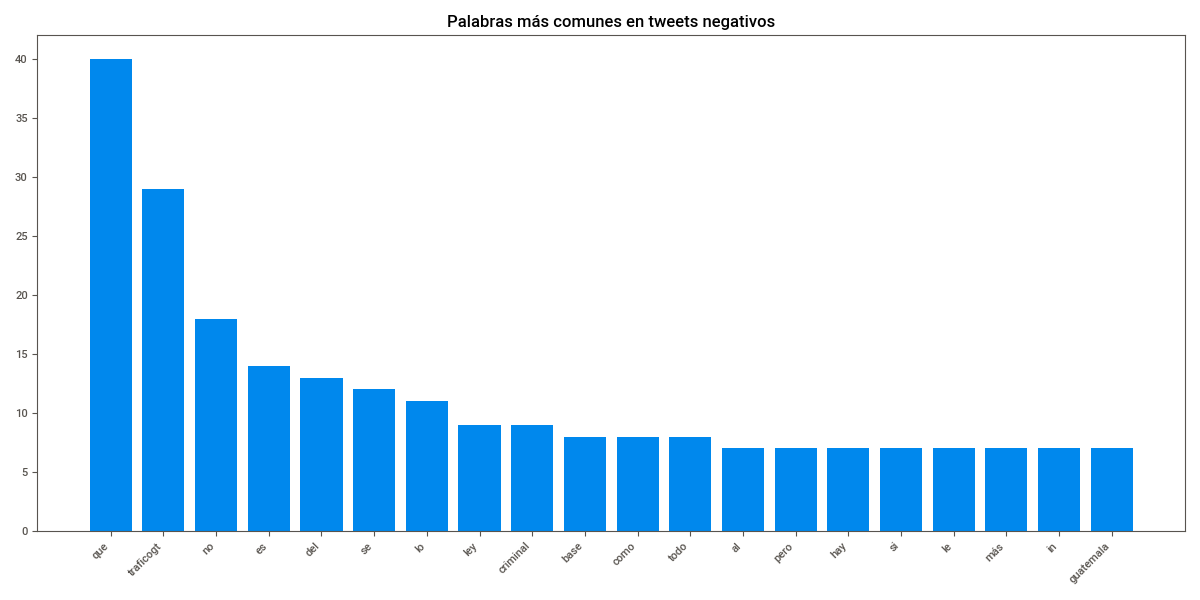 Palabras más comunes en tweets negativos
40
35
30
25
20
15
10
5
0
que
traficogt
no
es
del
se
lo
ley
criminal
base
como
todo
al
pero
hay
si
le
más
in
guatemala